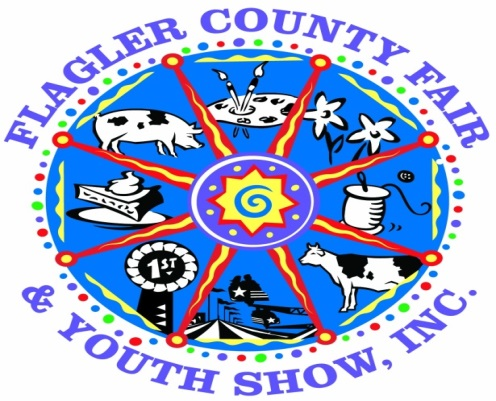 FLAGLER COUNTY FAIR
& YOUTH SHOW, INC.
1ST